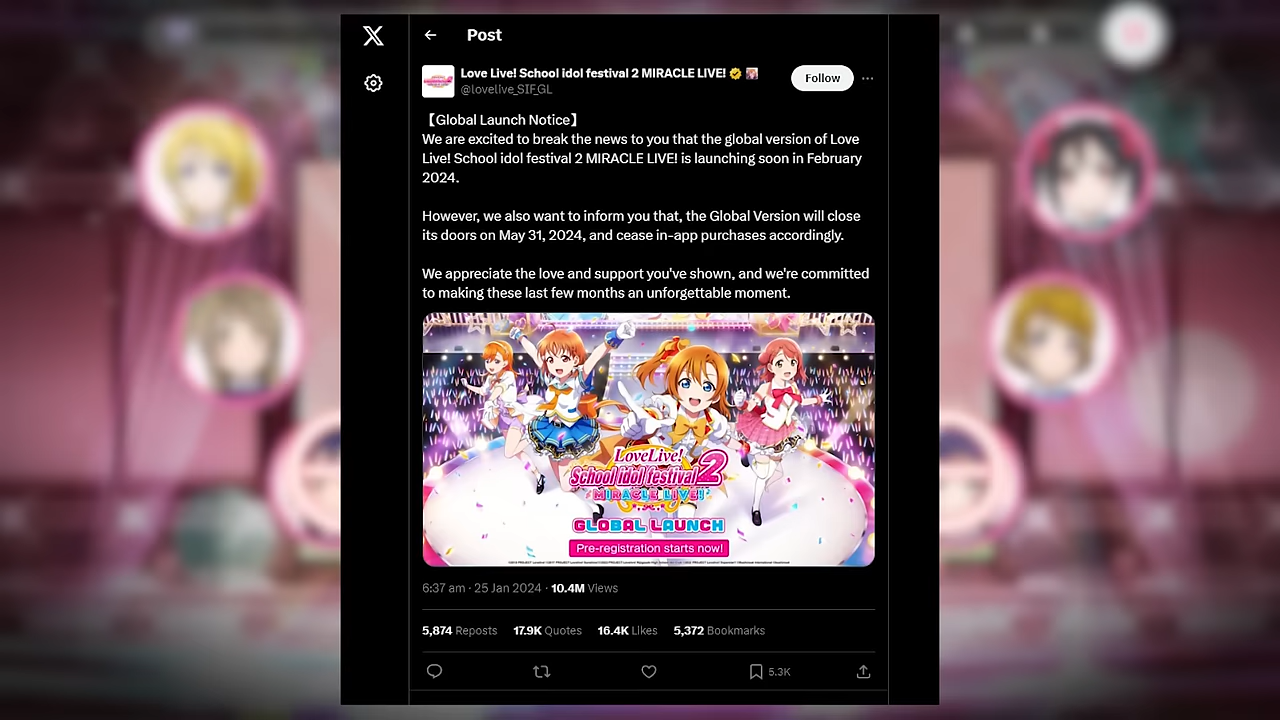 Post
Love Live! School idol festival 2 MIRACLE LIVE!
@lovelive_SIF_GL
Follow
【Global Launch Notice】
We are excited to break the news to you that the global version of Love
Live! School idol festival 2 MIRACLE LIVE! is launching soon in February
2024.
However, we also want to inform you that, the Global Version will close
its doors on May 31, 2024, and cease in-app purchases accordingly.
We appreciate the love and support you've shown, and we're committed
to making these last few months an unforgettable moment.
LoveLive!
School idol festival 2
MIRACLE LIVE!
GLOBAL LAUNCH
Pre-registration starts now!
6:37 am · 25 Jan 2024 · 10.4M Views
5,874 Reposts 17.9K Quotes 16.4K Likes 5,372 Bookmarks
5.3K